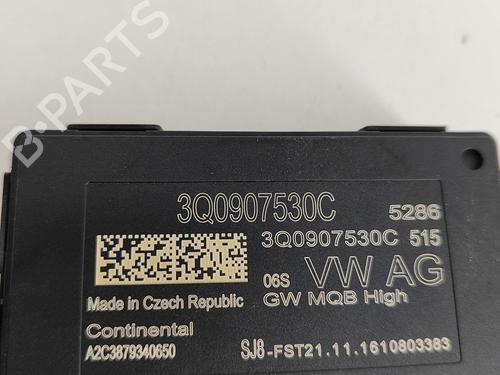 B-PARTS
3Q0907530C 5286
3Q0907530C 515
06S VW AG
GW MQB High
Made in Czech Republic
Continental
A2C3879340650 SJ8-FST21.11.1610803383